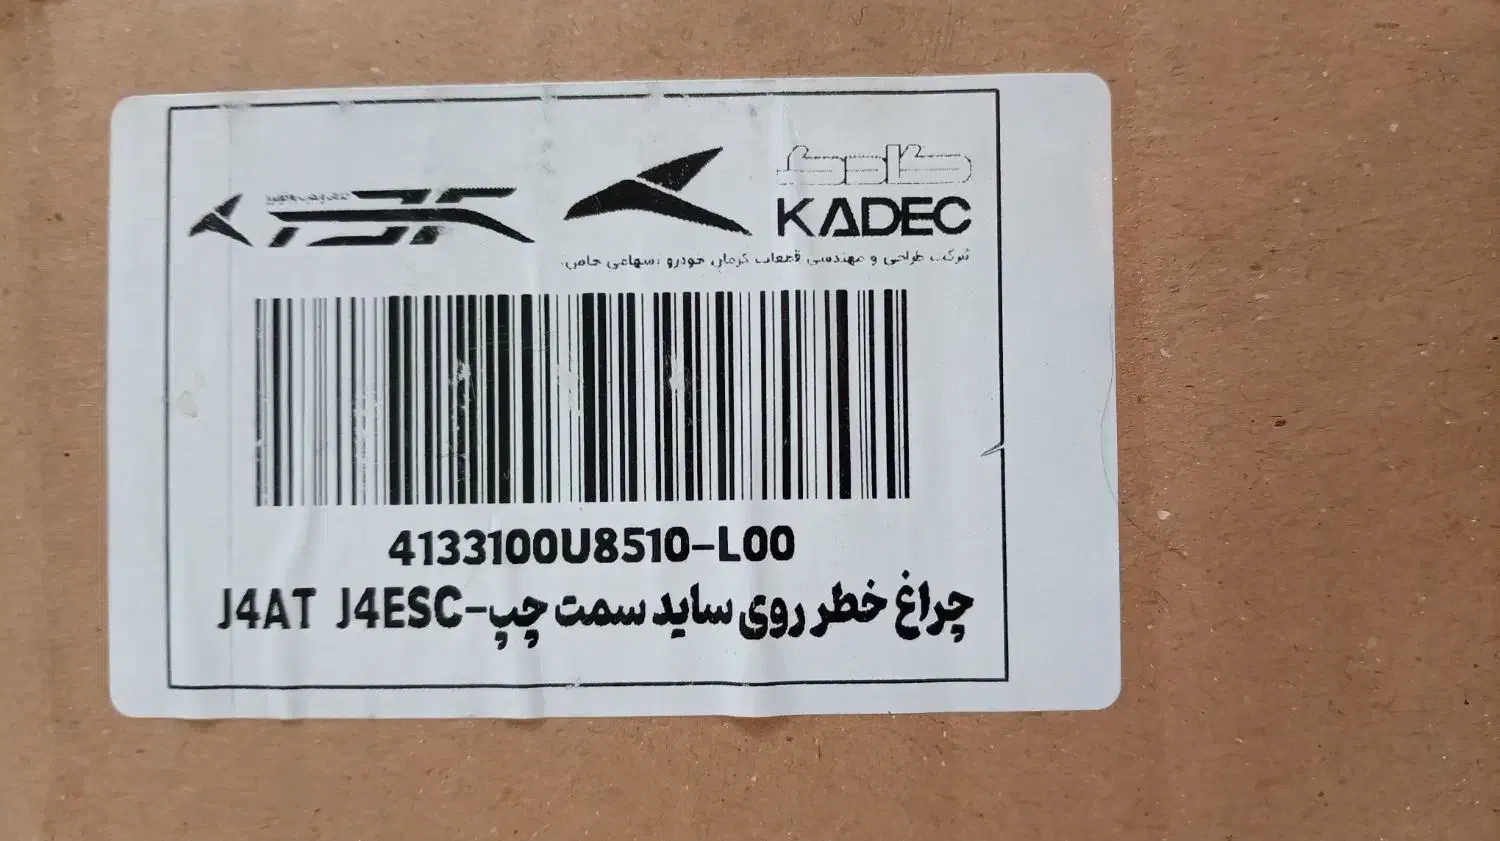 کادک
KADEC
شرکت طراحی و مهندسی قطعات کرمان خودرو (سهامی خاص)
4133100U8510-L00
چراغ خطر روی ساید سمت چپ-J4AT J4ESC